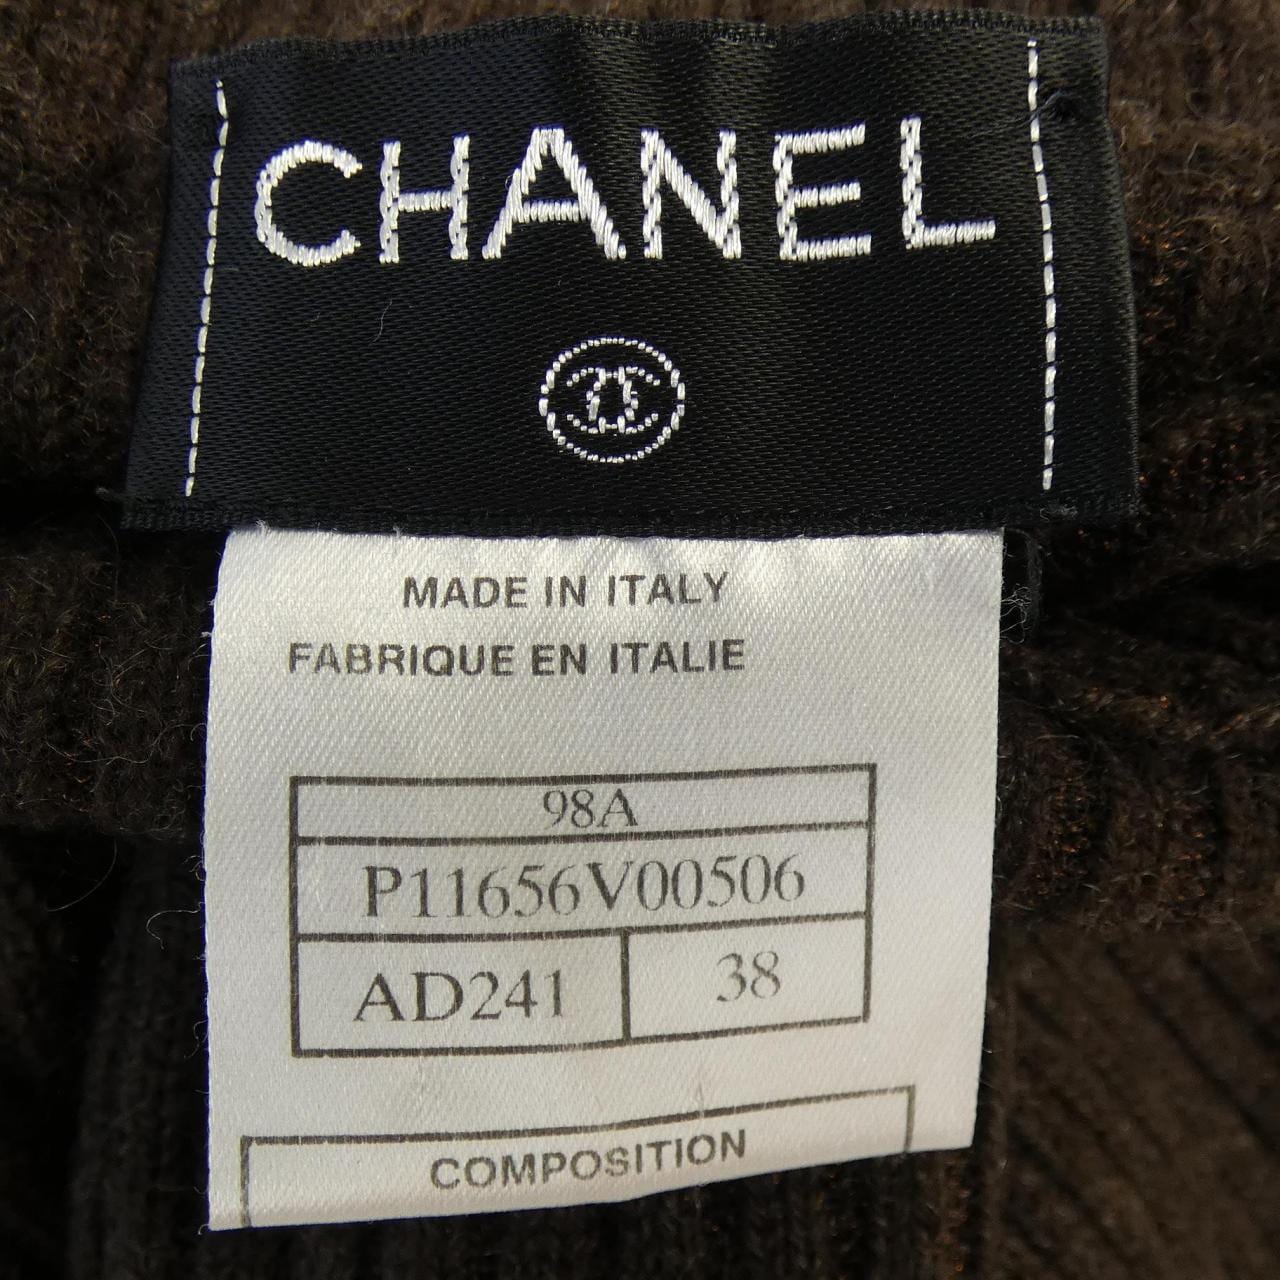 CHANEL
MADE IN ITALY
FABRIQUE EN ITALIE
98A
P11656V00506
AD241 38
COMPOSITION